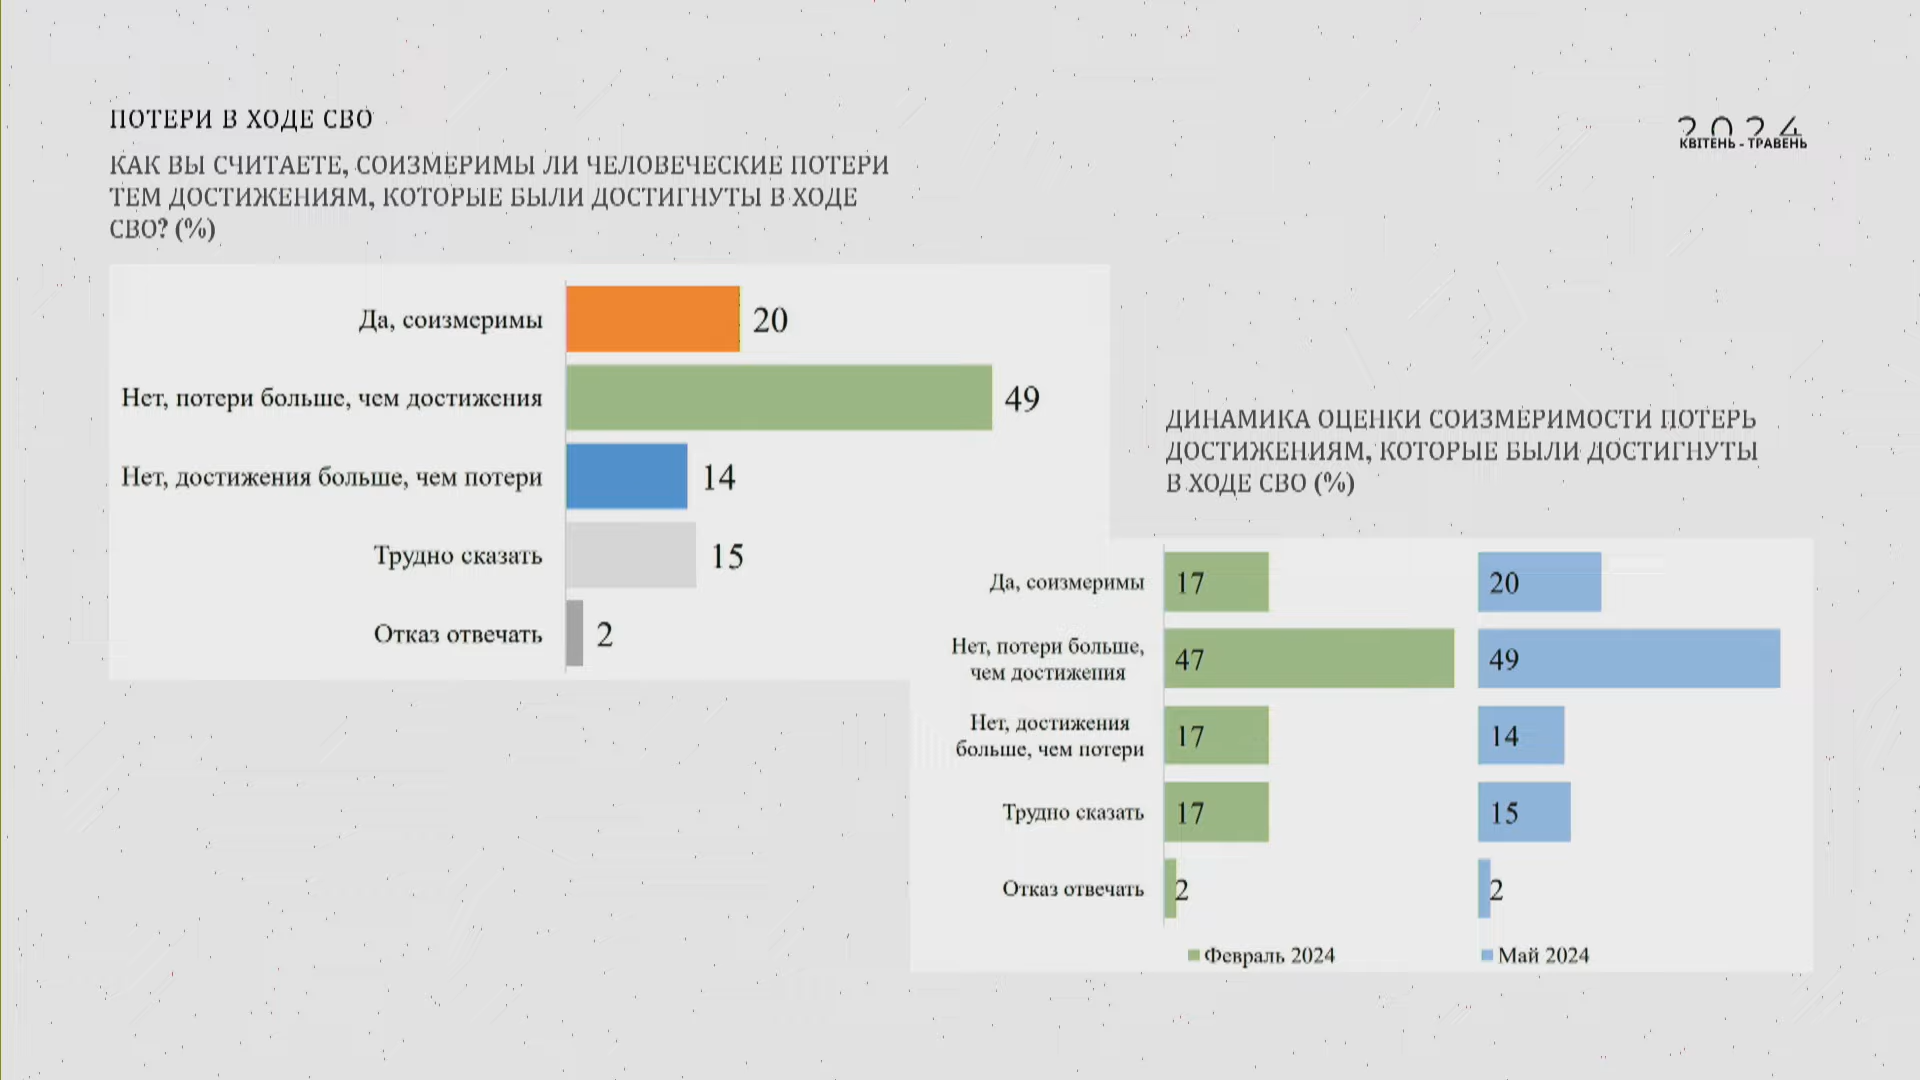 ПОТЕРИ В ХОДЕ СВО
КАК ВЫ СЧИТАЕТЕ, СОИЗМЕРИМЫ ЛИ ЧЕЛОВЕЧЕСКИЕ ПОТЕРИ
ТЕМ ДОСТИЖЕНИЯМ, КОТОРЫЕ БЫЛИ ДОСТИГНУТЫ В ХОДЕ
СВО? (%)
2024
КВІТЕНЬ - ТРАВЕНЬ
Да, соизмеримы 20
Нет, потери больше, чем достижения 49
Нет, достижения больше, чем потери 14
Трудно сказать 15
Отказ отвечать 2
ДИНАМИКА ОЦЕНКИ СОИЗМЕРИМОСТИ ПОТЕРЬ
ДОСТИЖЕНИЯМ, КОТОРЫЕ БЫЛИ ДОСТИГНУТЫ
В ХОДЕ СВО (%)
Да, соизмеримы 17 20
Нет, потери больше,
чем достижения 47 49
Нет, достижения
больше, чем потери 17 14
Трудно сказать 17 15
Отказ отвечать 2 2
Февраль 2024 Май 2024